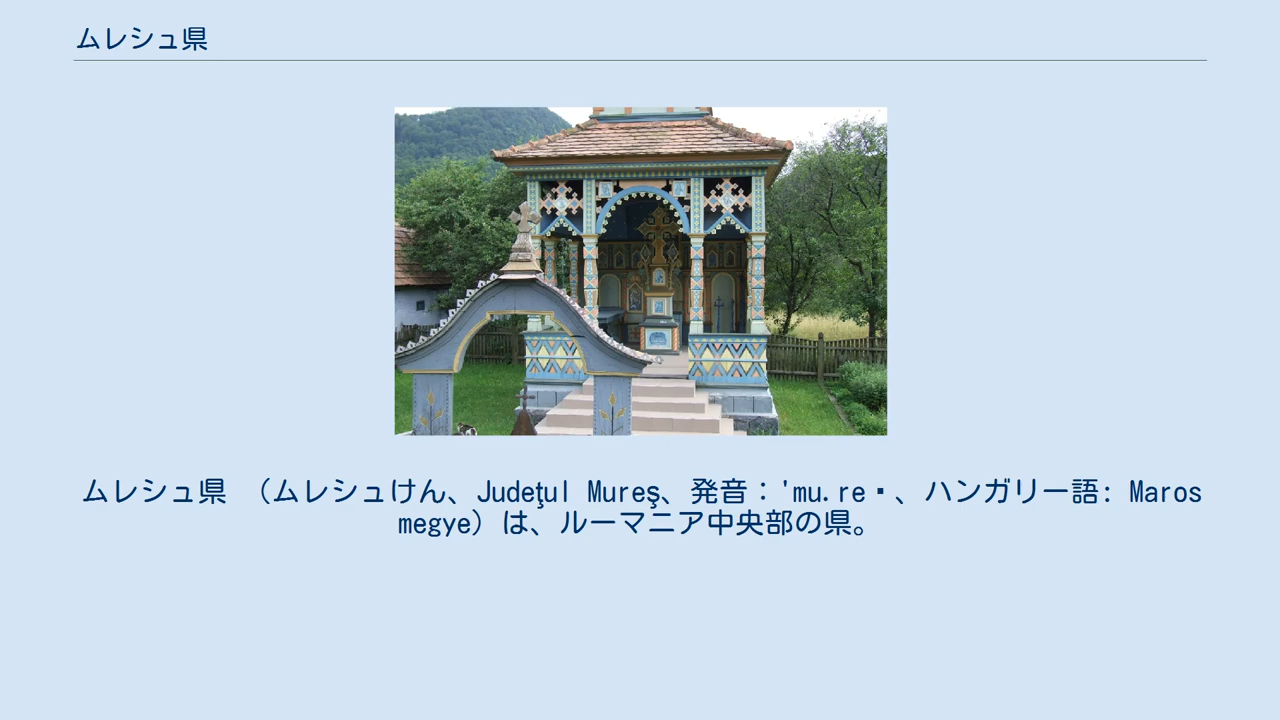 ムレシュ県
ムレシュ県 （ムレシュけん、Judeţul Mureş、発音：'mu.re▪、ハンガリー語: Maros
megye）は、ルーマニア中央部の県。